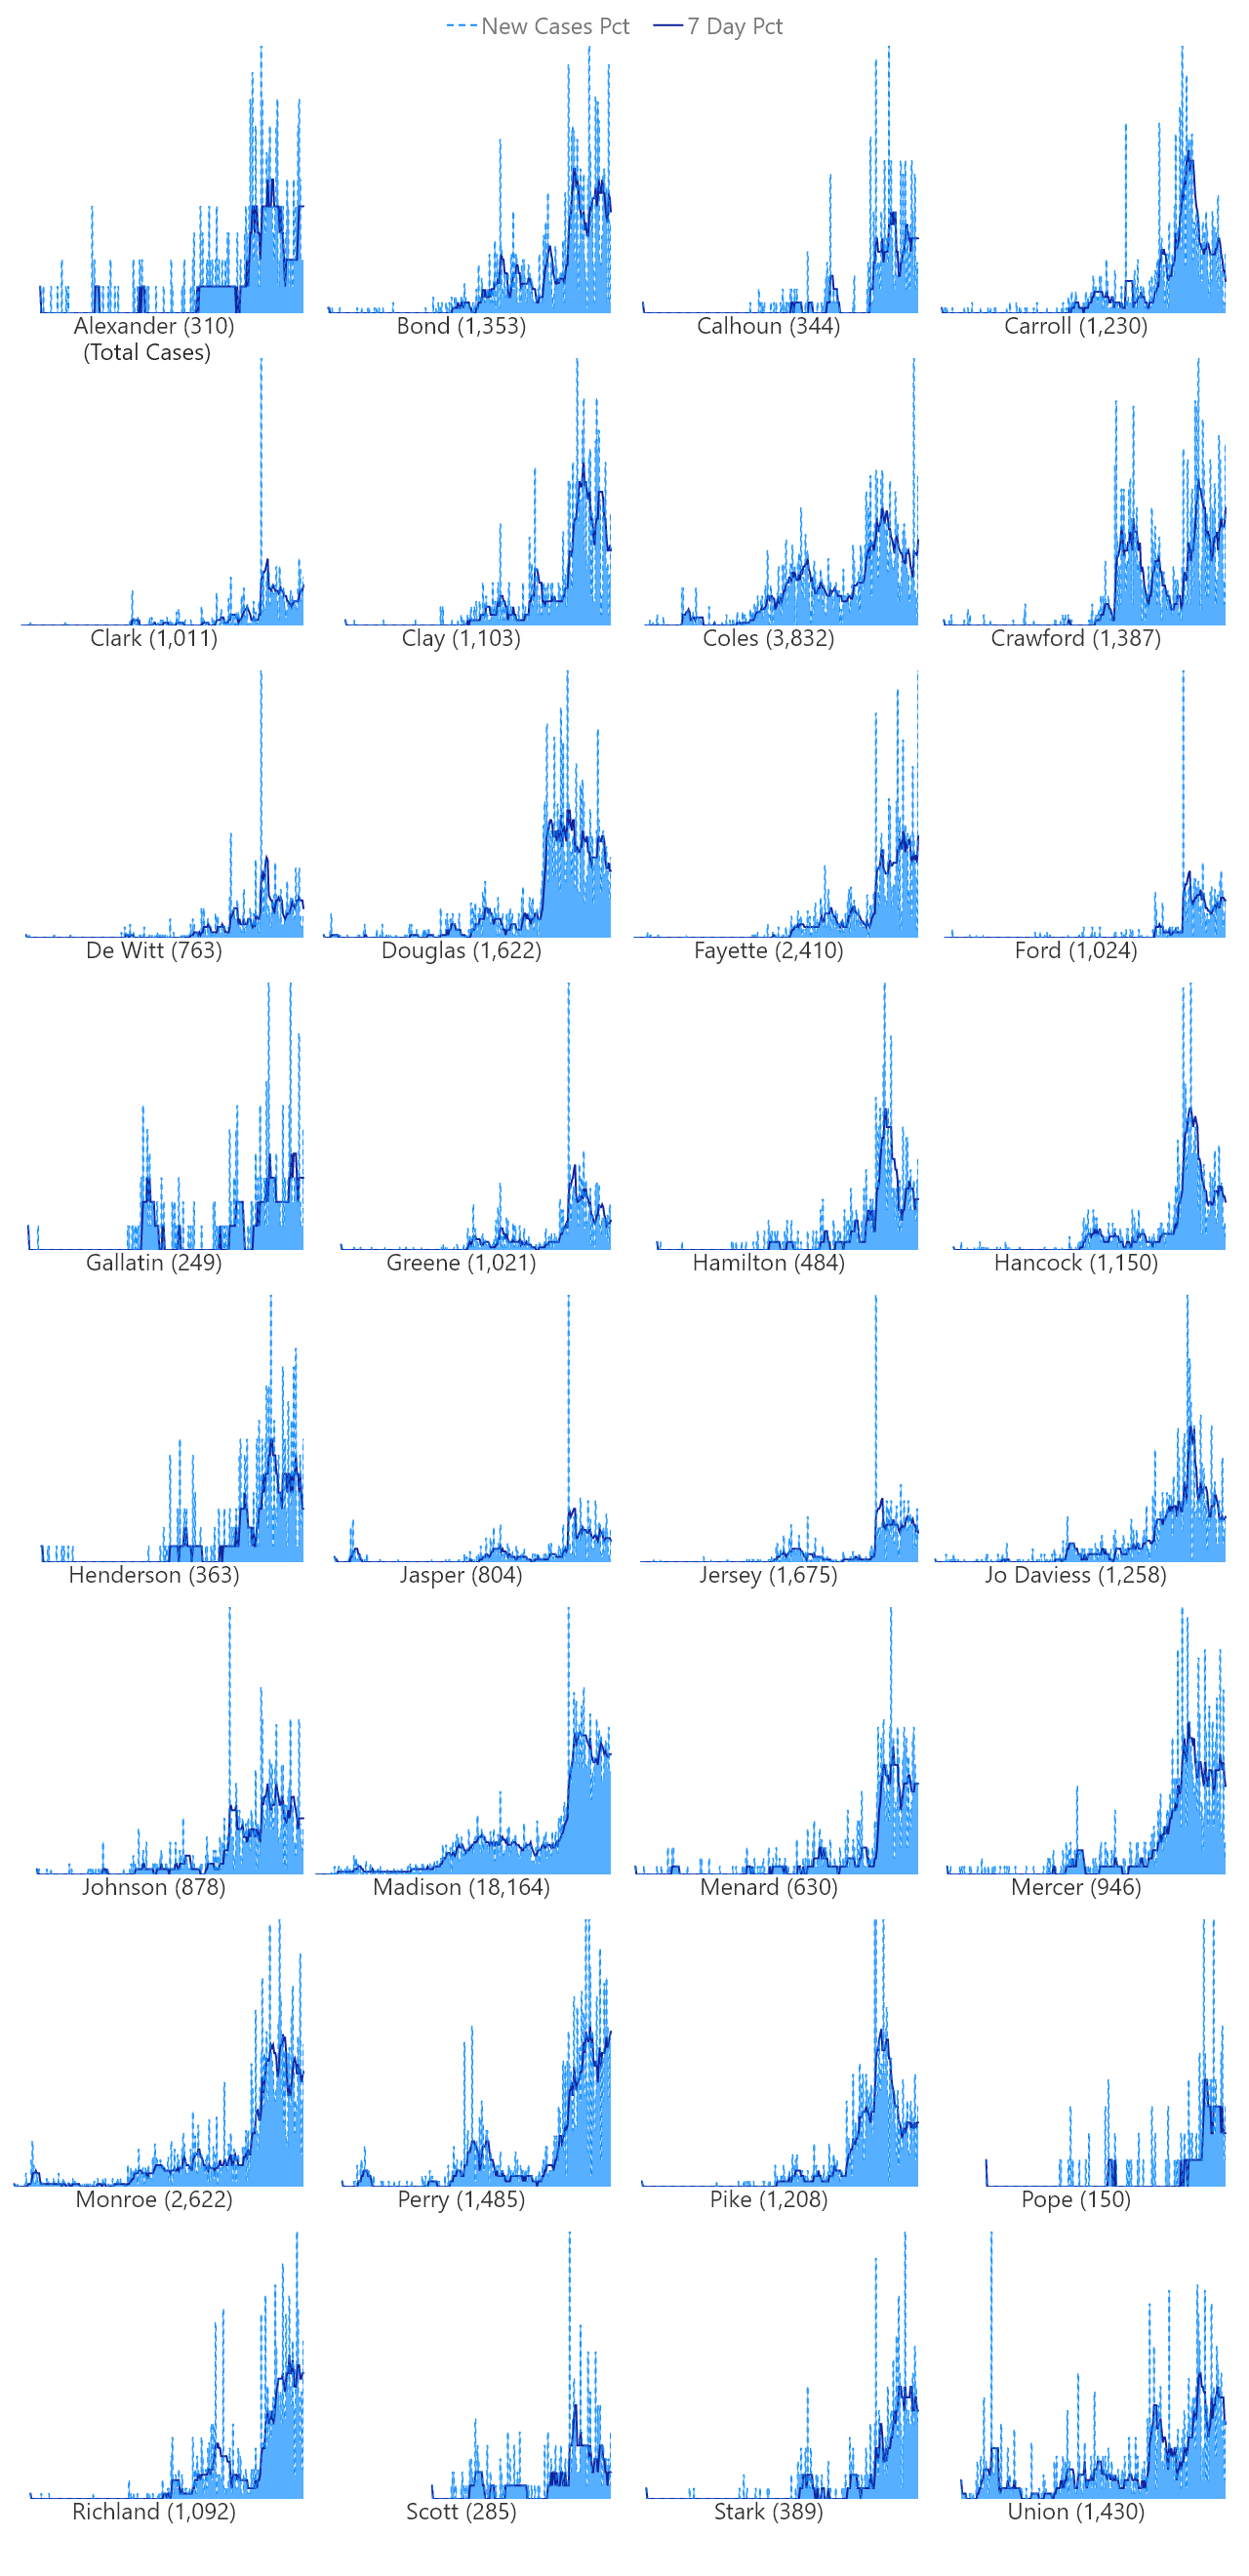 New Cases Pct 7 Day Pct
Alexander (310) Bond (1,353) Calhoun (344) Carroll (1,230)
(Total Cases)
Clark (1,011) Clay (1,103) Coles (3,832) Crawford (1,387)
De Witt (763) Douglas (1,622) Fayette (2,410) Ford (1,024)
Gallatin (249) Greene (1,021) Hamilton (484) Hancock (1,150)
Henderson (363) Jasper (804) Jersey (1,675) Jo Daviess (1,258)
Johnson (878) Madison (18,164) Menard (630) Mercer (946)
Monroe (2,622) Perry (1,485) Pike (1,208) Pope (150)
Richland (1,092) Scott (285) Stark (389) Union (1,430)